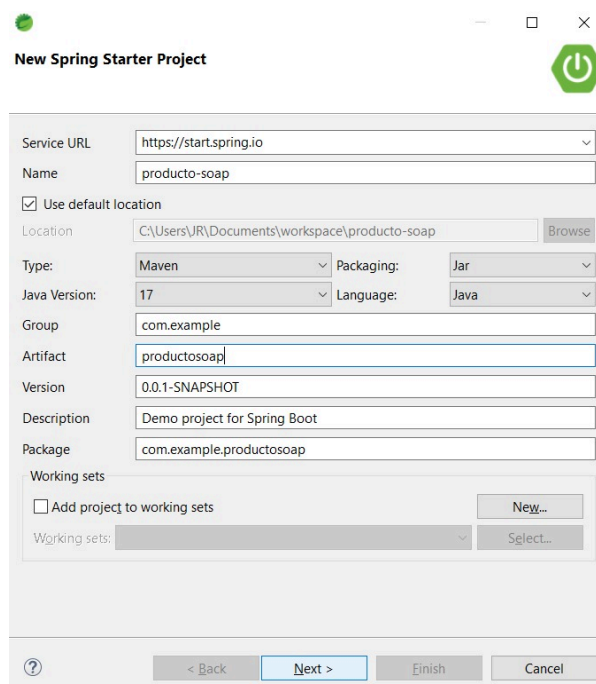 New Spring Starter Project
Service URL https://start.spring.io
Name producto-soap
Use default location
Location C:\Users\JR\Documents\workspace\producto-soap Browse
Type: Maven Packaging: Jar
Java Version: 17 Language: Java
Group com.example
Artifact productosoap
Version 0.0.1-SNAPSHOT
Description Demo project for Spring Boot
Package com.example.productosoap
Working sets
Add project to working sets New...
Working sets: Select...
? < Back Next > Finish Cancel